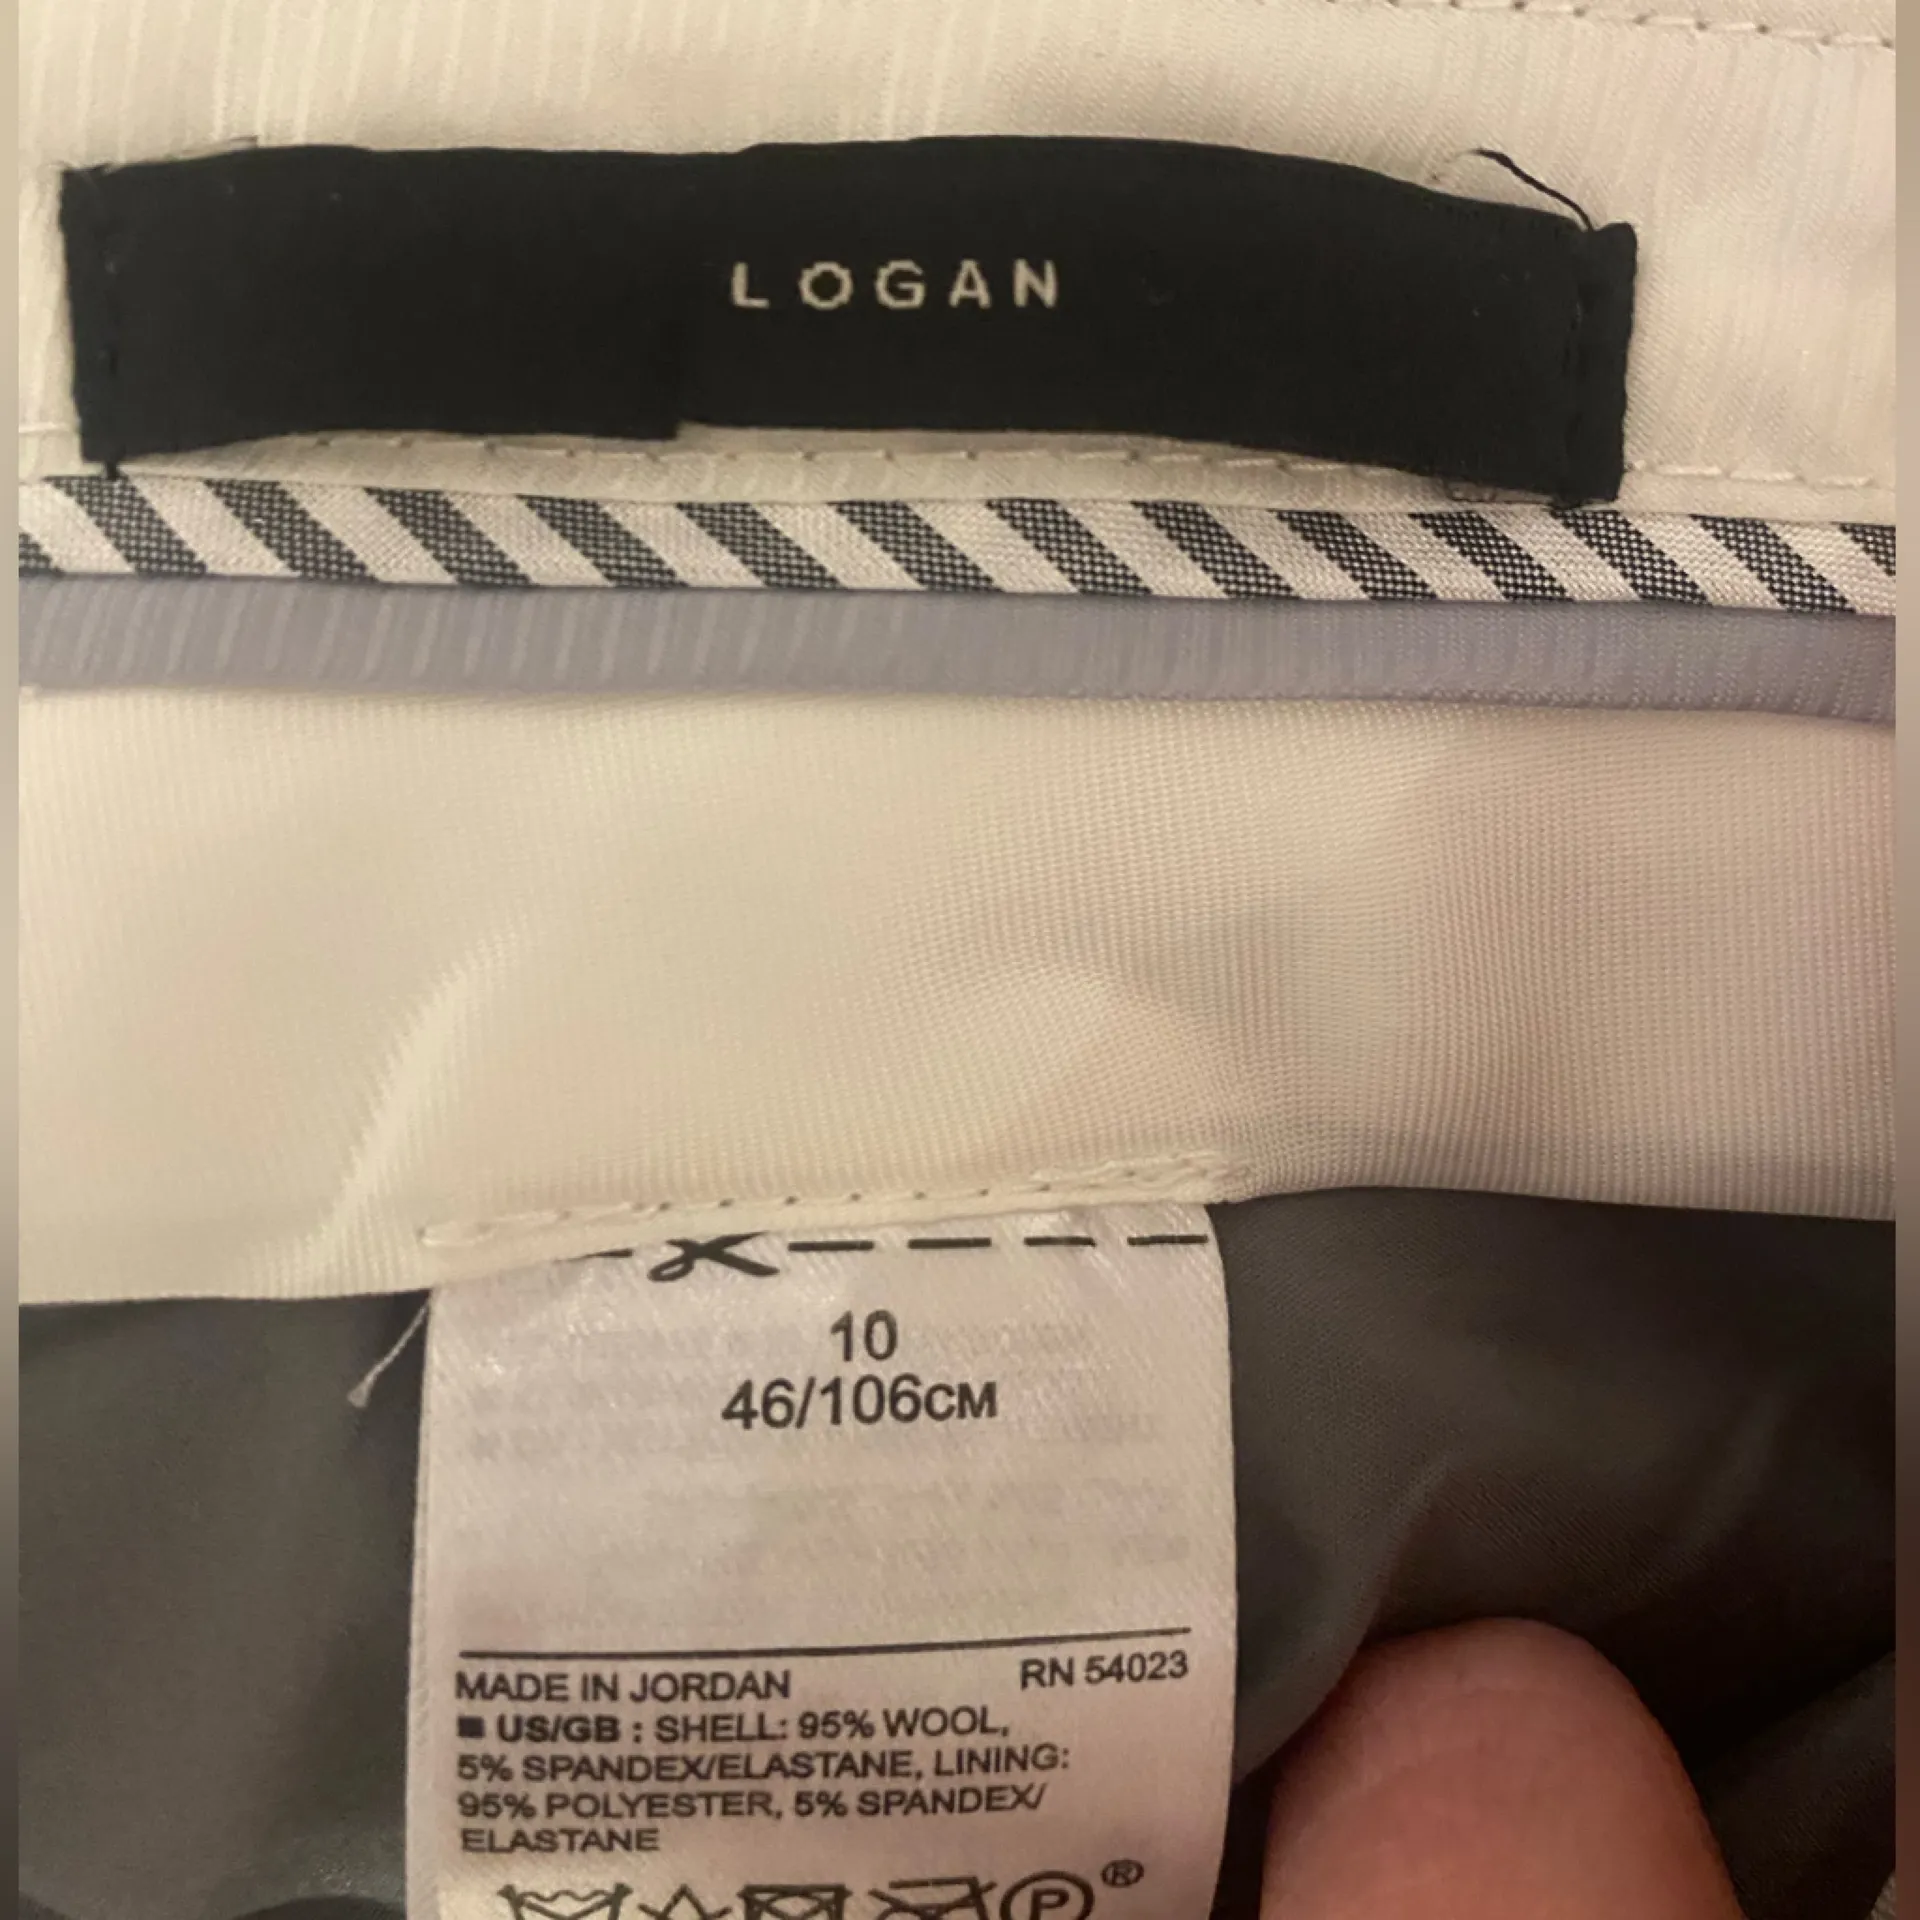 LOGAN
10
46/106CM
MADE IN JORDAN RN 54023
US/GB : SHELL: 95% WOOL,
5% SPANDEX/ELASTANE, LINING:
95% POLYESTER, 5% SPANDEX/
ELASTANE
P ®